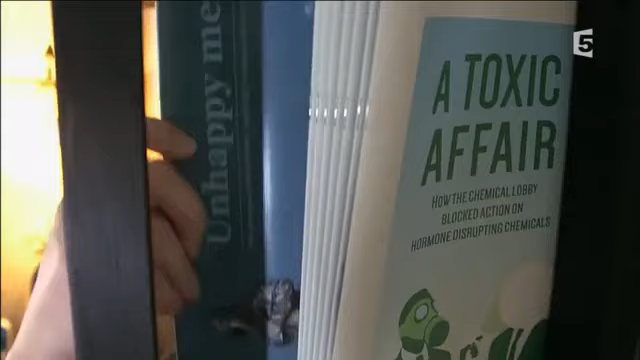 Unhappy me
5
A TOXIC
AFFAIR
HOW THE CHEMICAL LOBBY
BLOCKED ACTION ON
HORMONE DISRUPTING CHEMICALS